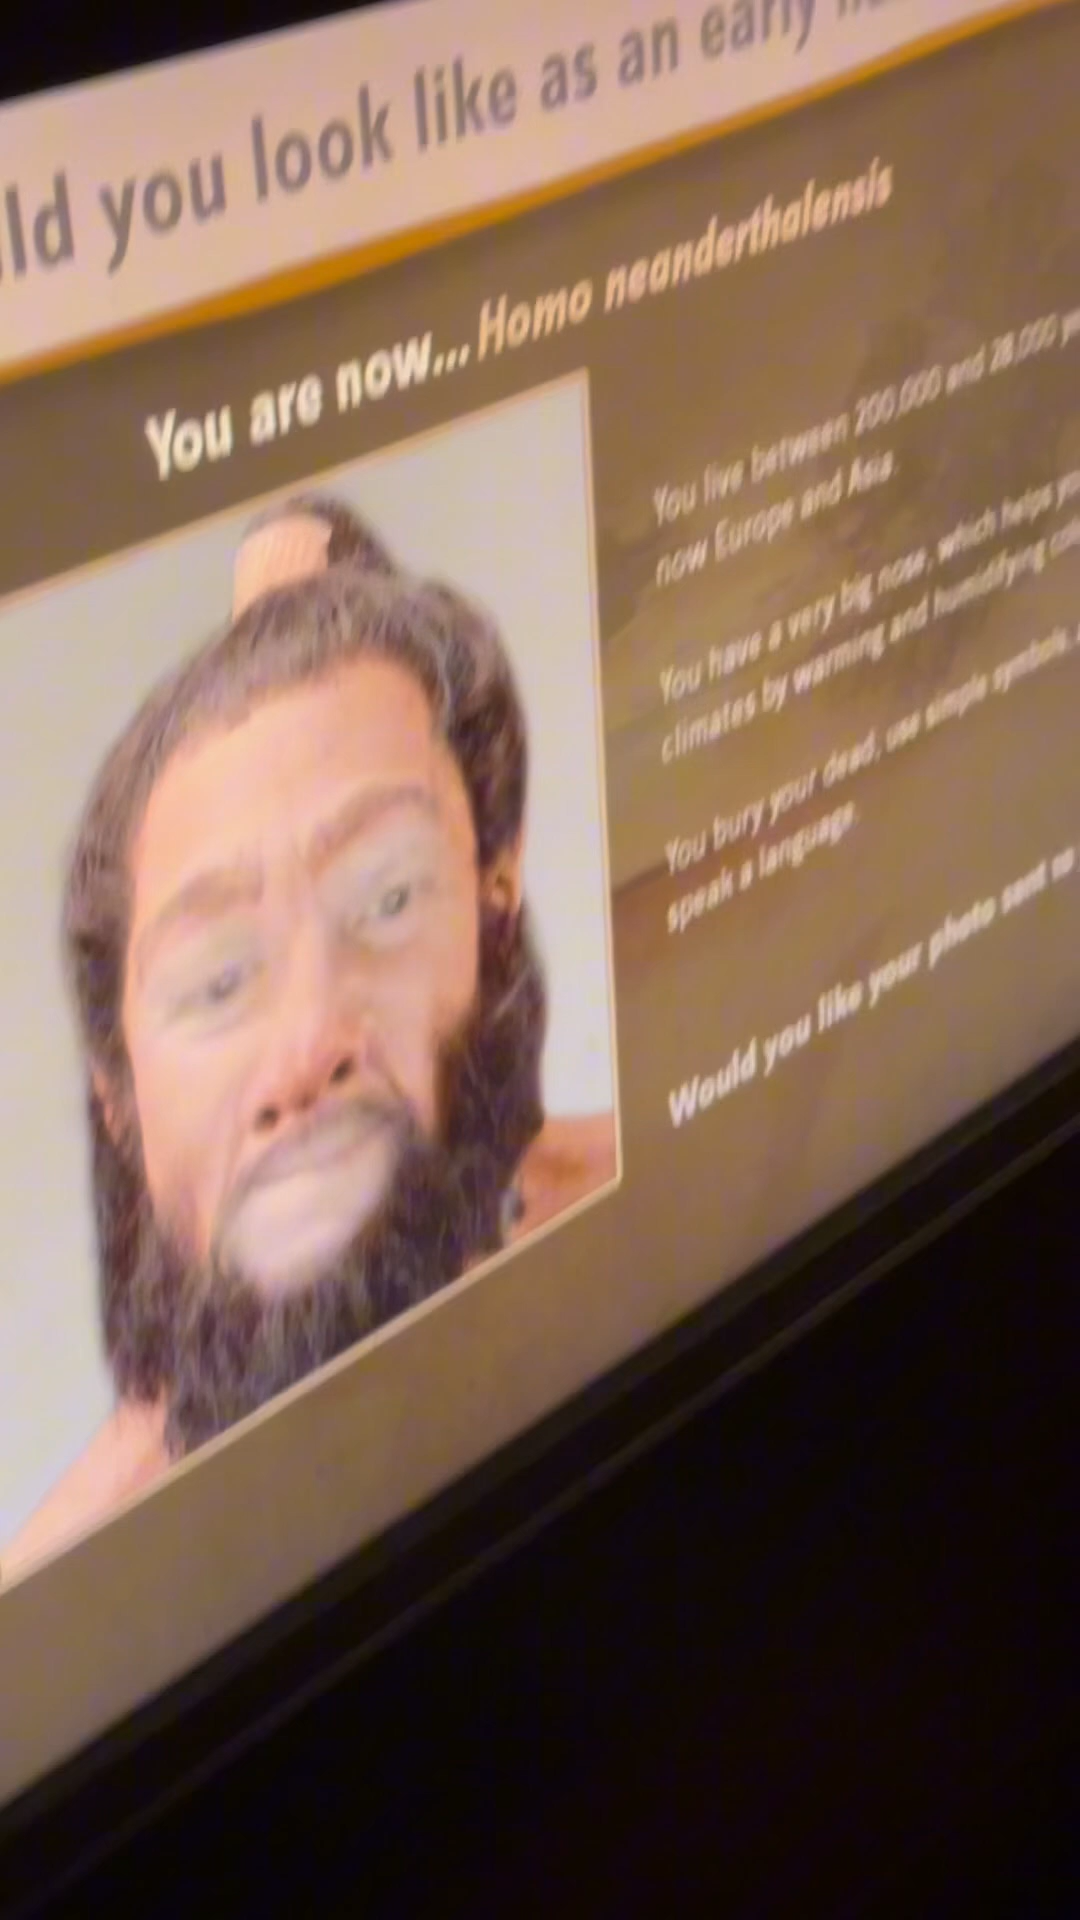 you look like as an early
You are now... Homo neanderthalensis
You live between 200,000 and 28,000
now Europe and Asia.
You have a very big nose, which helps
climates by warming and humidifying
You bury your dead, use simple symbols,
speak a language.
Would you like your photo sent to